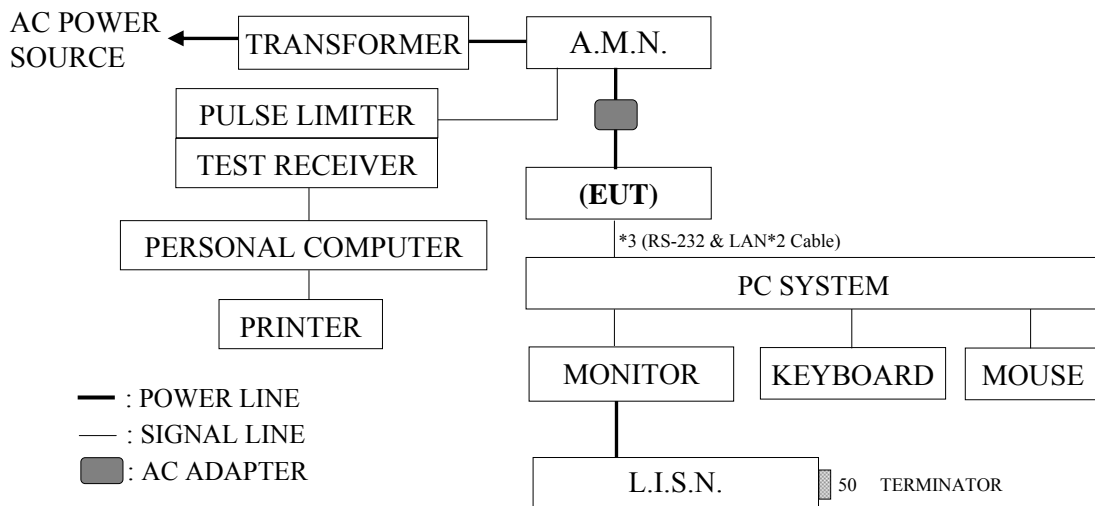 AC POWER
SOURCE
TRANSFORMER
A.M.N.
PULSE LIMITER
TEST RECEIVER
(EUT)
*3 (RS-232 & LAN*2 Cable)
PERSONAL COMPUTER
PC SYSTEM
PRINTER
MONITOR
KEYBOARD
MOUSE
: POWER LINE
: SIGNAL LINE
: AC ADAPTER
L.I.S.N.
50 TERMINATOR